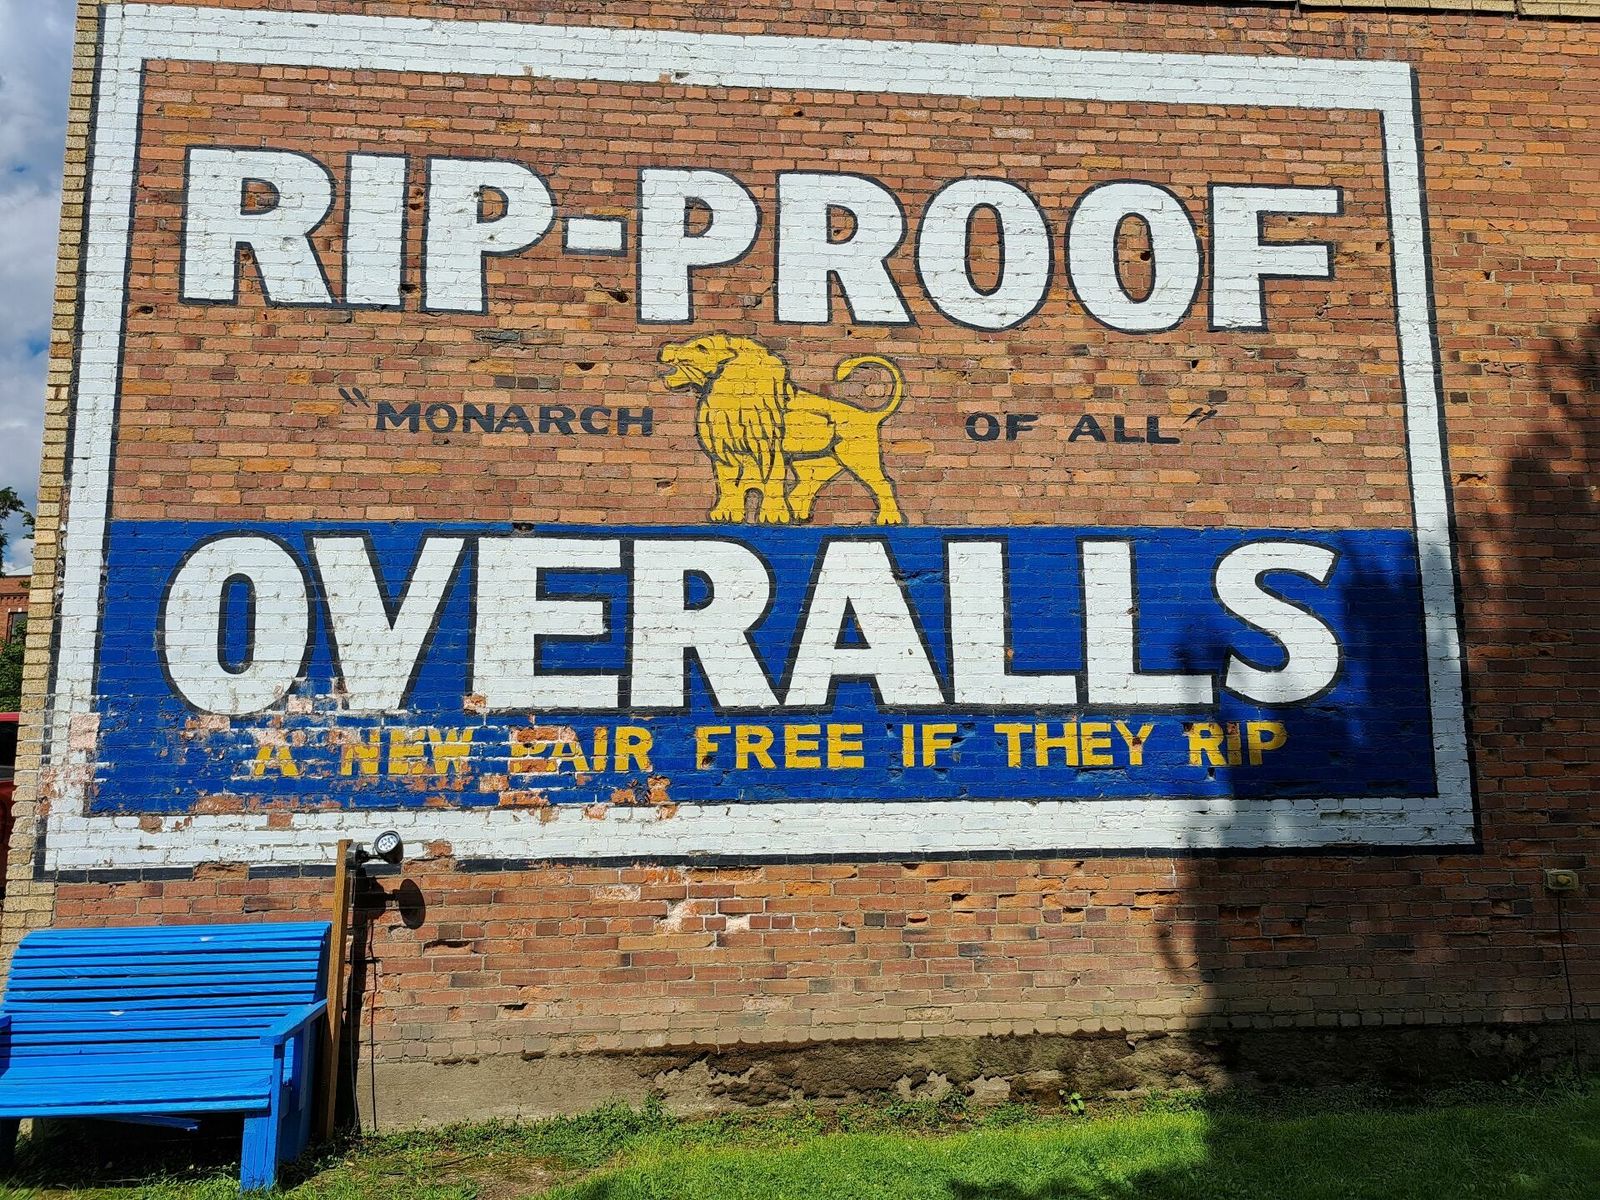 RIP-PROOF
"MONARCH OF ALL"
OVERALLS
A NEW PAIR FREE IF THEY RIP